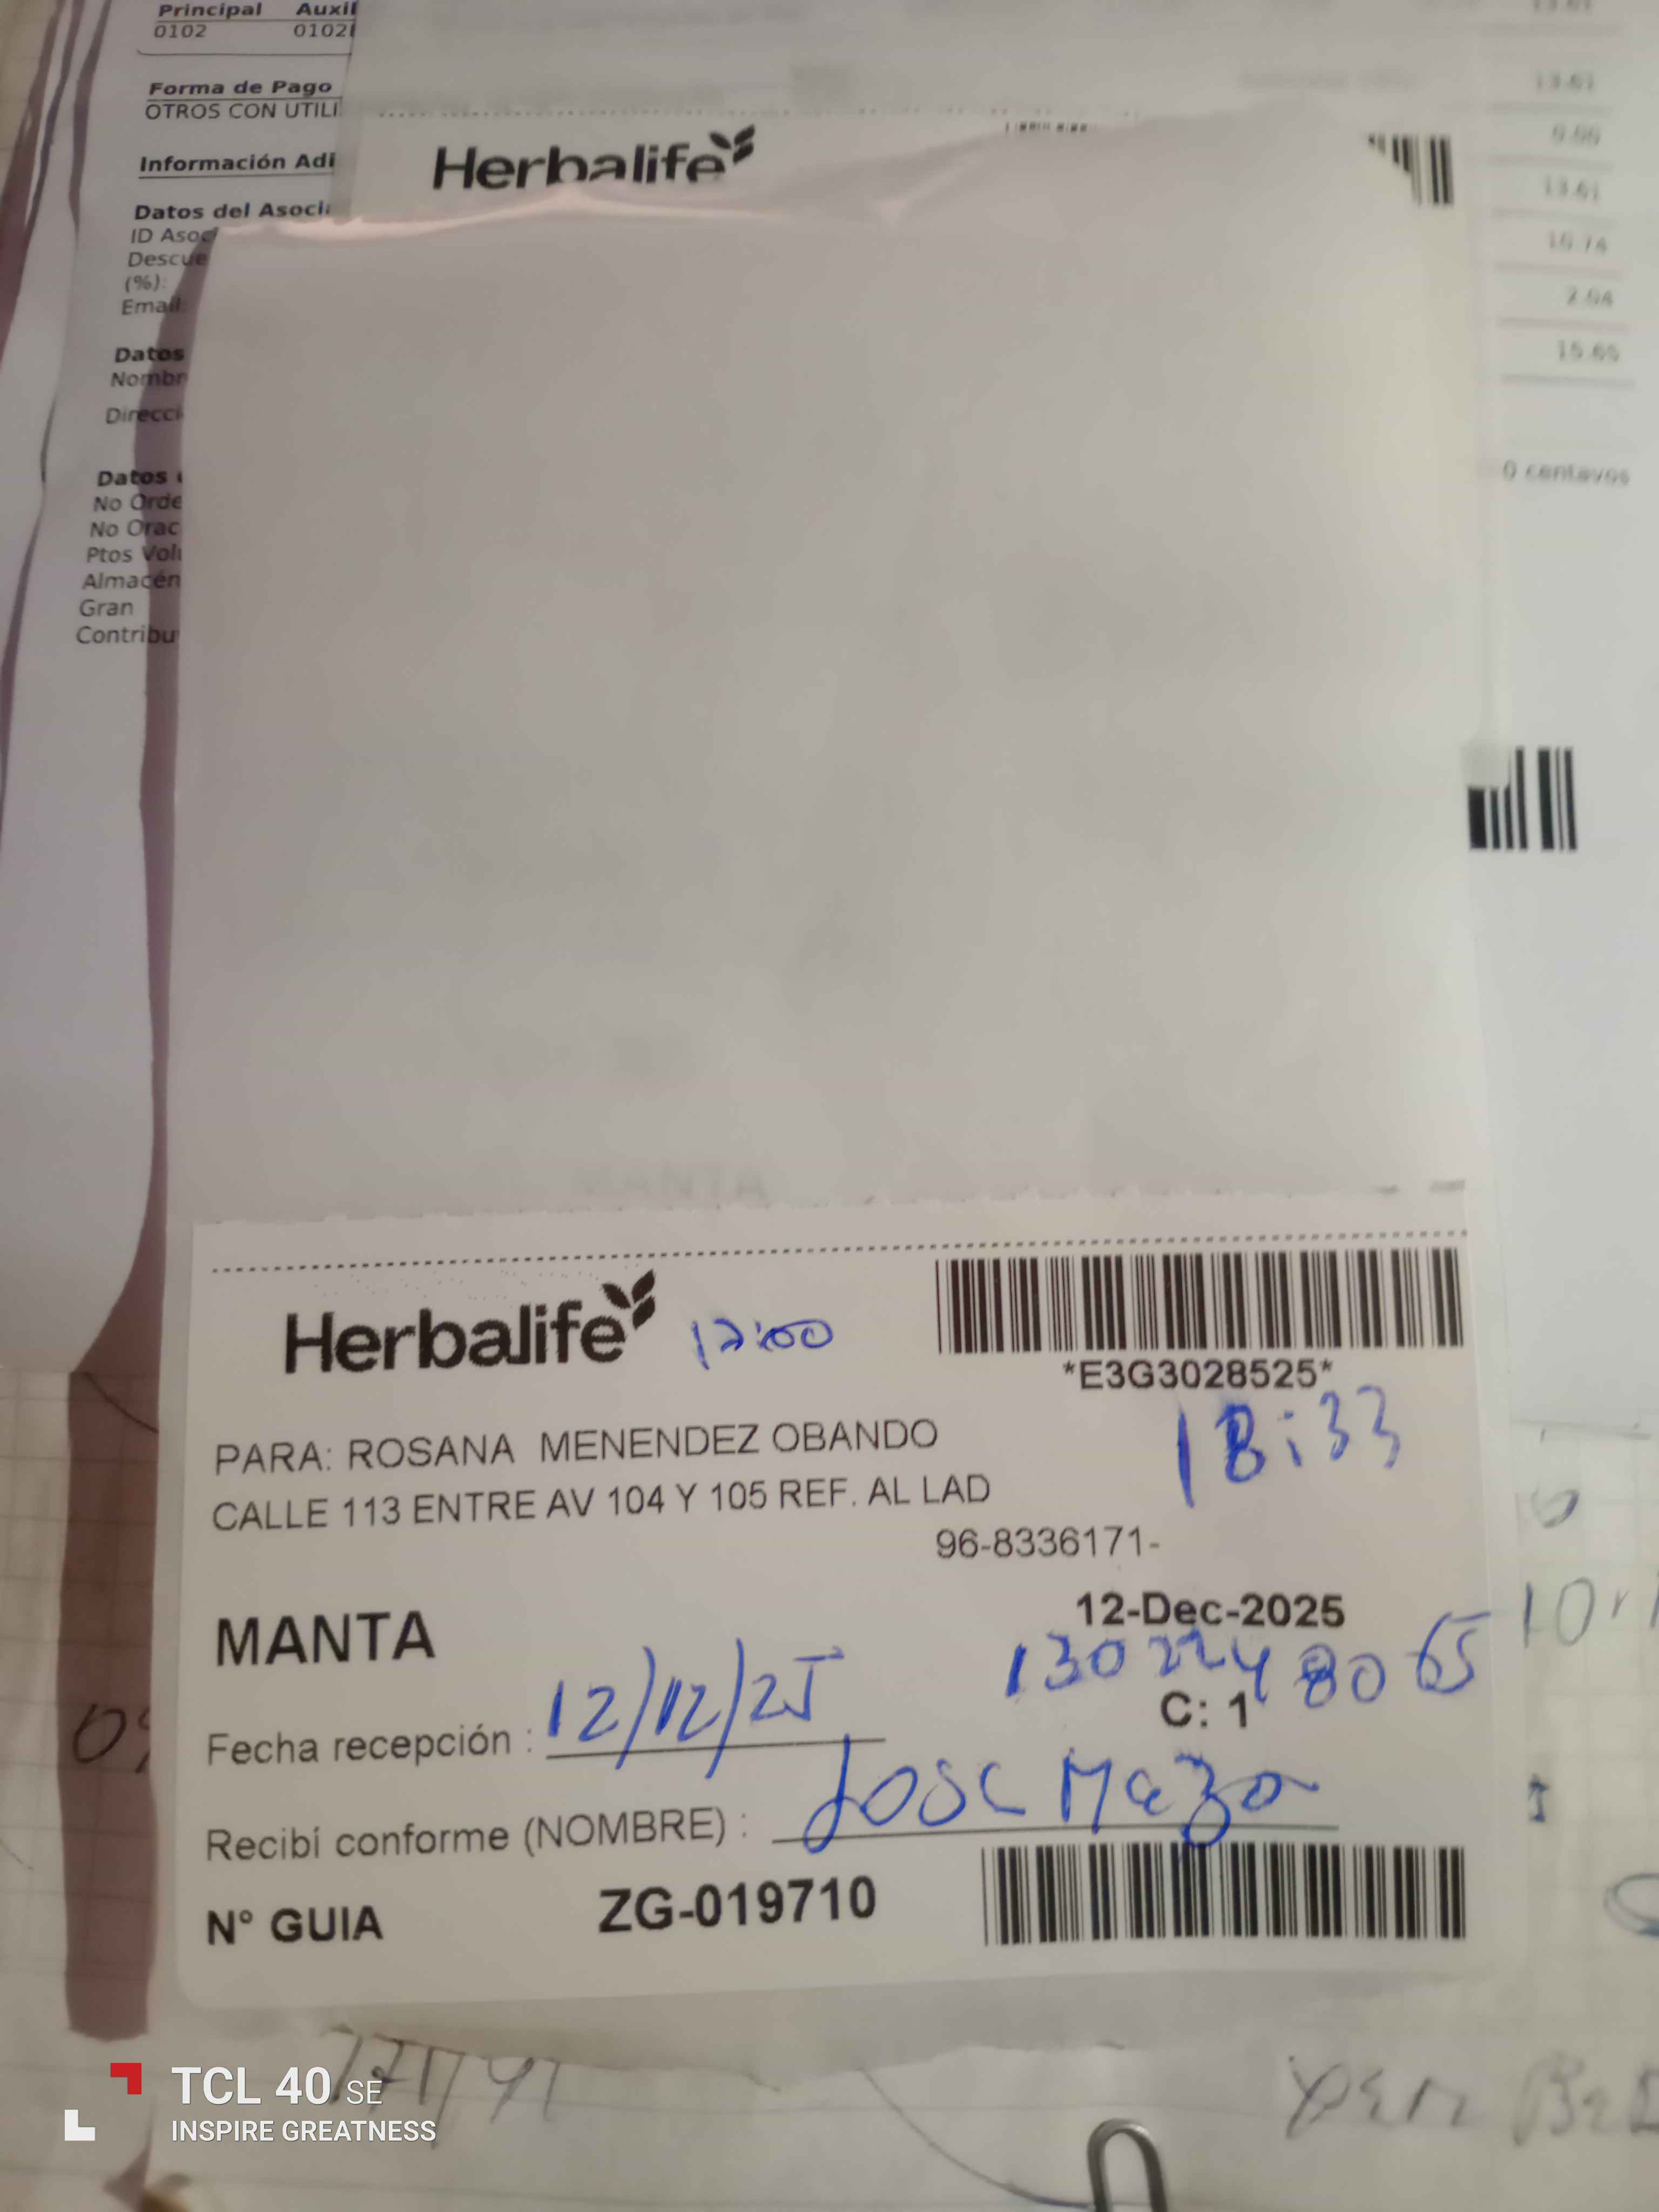 Principal Auxil
0102 0102
Forma de Pago
OTROS CON UTILI
Información Adi
Datos del Asoci
ID Asoc
Descue
(%):
Email
Datos
Nombr
Direcci
Datos
No Orde
No Orac
Ptos Vol
Almacén
Gran
Contribu
13.61
13.61
0.00
13.61
2.04
15.65
0 centavos
Herbalife
MANTA
Herbalife 12:00
*E3G3028525*
18:33
PARA: ROSANA MENENDEZ OBANDO
CALLE 113 ENTRE AV 104 Y 105 REF. AL LAD
96-8336171-
MANTA
12-Dec-2025
1302248065
C: 1
Fecha recepción : 12/12/25
Recibí conforme (NOMBRE) : Jose Mazo
N° GUIA ZG-019710
TCL 40 SE
INSPIRE GREATNESS